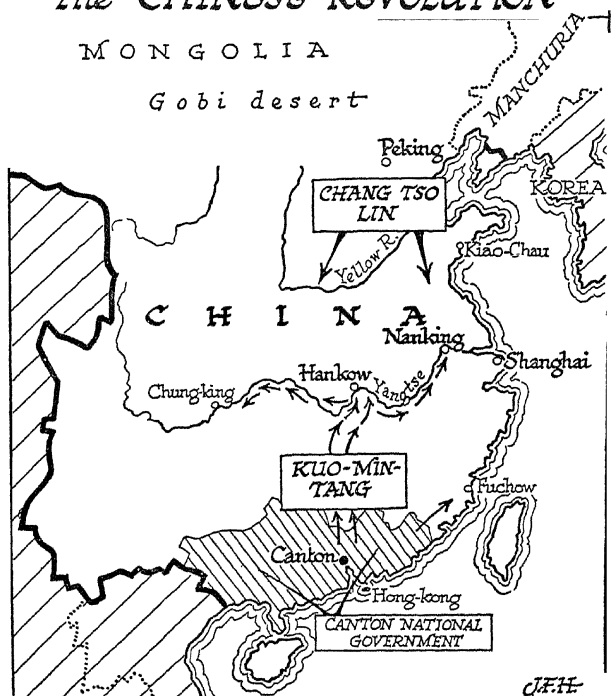 the CHINESE REVOLUTION
MONGOLIA
Gobi desert
MANCHURIA
Peking
KOREA
CHANG TSO
LIN
Yellow R.
Kiao-Chau
CHINA
Nanking
Shanghai
Hankow
Yangtse
Chung-king
KUO-MIN-
TANG
Fuchow
Canton
Hong-kong
CANTON NATIONAL
GOVERNMENT
J.F.H.